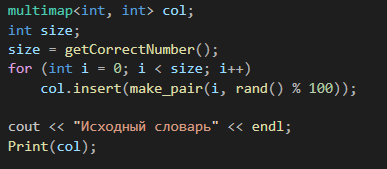 multimap<int, int> col;
int size;
size = getCorrectNumber();
for (int i = 0; i < size; i++)
    col.insert(make_pair(i, rand() % 100));

cout << "Исходный словарь" << endl;
Print(col);